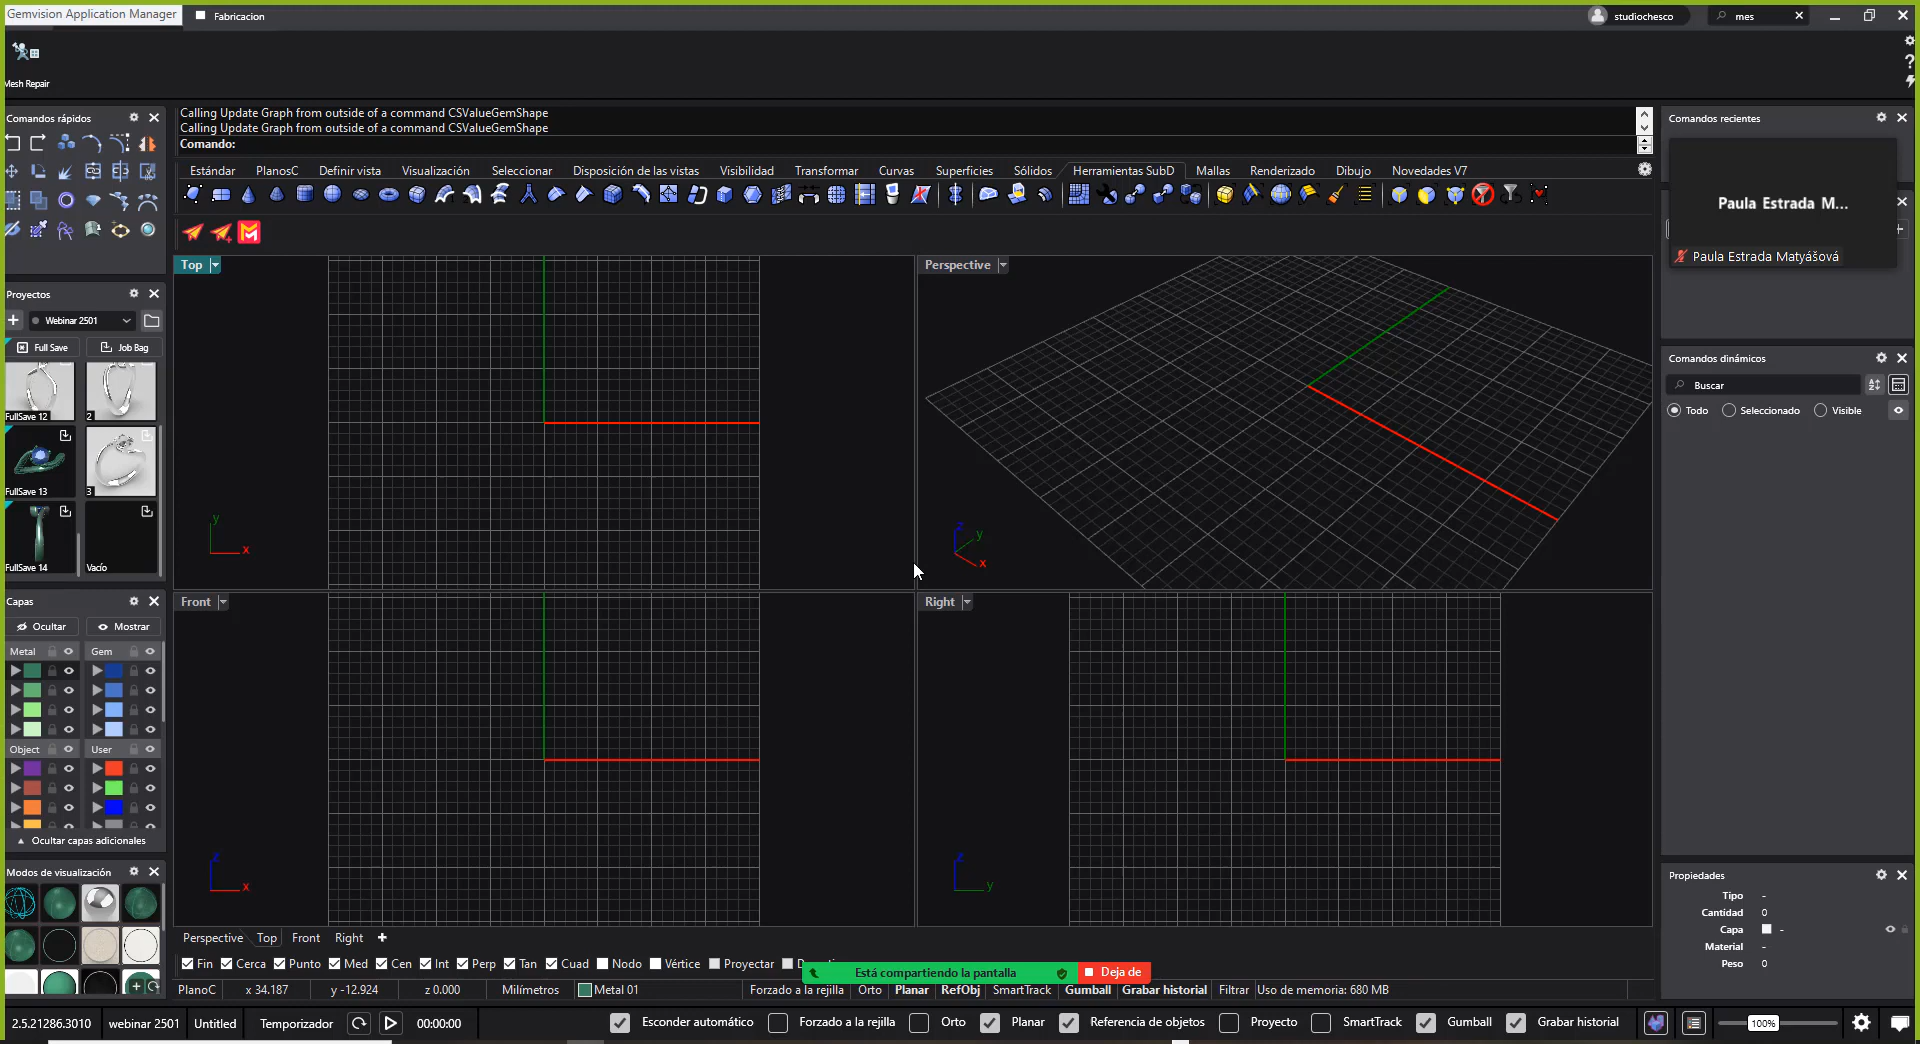 Gemvision Application Manager
Fabricacion
studiochesco
mes
Mesh Repair
Comandos rápidos
Calling Update Graph from outside of a command CSValueGemShape
Calling Update Graph from outside of a command CSValueGemShape
Comando:
Comandos recientes
Estándar PlanosC Definir vista Visualización Seleccionar Disposición de las vistas Visibilidad Transformar Curvas Superficies Sólidos Herramientas SubD Mallas Renderizado Dibujo Novedades V7
Paula Estrada M...
Paula Estrada Matyášová
Top
Perspective
y
x
z
y
x
Proyectos
Webinar 2501
Full Save
Job Bag
FullSave 12
2
FullSave 13
3
FullSave 14
Vacío
Comandos dinámicos
Buscar
Todo Seleccionado Visible
Front
Right
z
x
z
y
Capas
Ocultar
Mostrar
Metal
Gem
Object
User
Ocultar capas adicionales
Modos de visualización
Propiedades
Tipo -
Cantidad 0
Capa -
Material -
Peso 0
Perspective Top Front Right
Fin Cerca Punto Med Cen Int Perp Tan Cuad Nodo Vértice Proyectar
Está compartiendo la pantalla
Deja de
PlanoC x 34.187 y -12.924 z 0.000 Milímetros Metal 01 Forzado a la rejilla Orto Planar RefObj SmartTrack Gumball Grabar historial Filtrar Uso de memoria: 680 MB
2.5.21286.3010 webinar 2501 Untitled Temporizador 00:00:00 Esconder automático Forzado a la rejilla Orto Planar Referencia de objetos Proyecto SmartTrack Gumball Grabar historial 100%